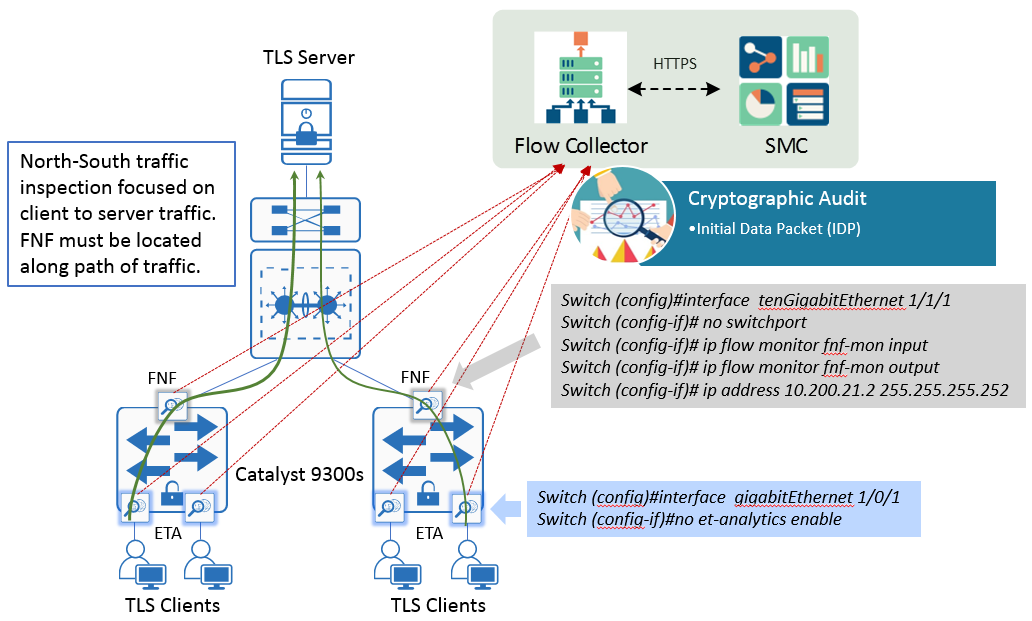 TLS Server
HTTPS
Flow Collector
SMC
North-South traffic
inspection focused on
client to server traffic.
FNF must be located
along path of traffic.
Cryptographic Audit
•Initial Data Packet (IDP)
Switch (config)#interface tenGigabitEthernet 1/1/1
Switch (config-if)# no switchport
Switch (config-if)# ip flow monitor fnf-mon input
Switch (config-if)# ip flow monitor fnf-mon output
Switch (config-if)# ip address 10.200.21.2 255.255.255.252
FNF
FNF
Catalyst 9300s
Switch (config)#interface gigabitEthernet 1/0/1
Switch (config-if)#no et-analytics enable
ETA
ETA
TLS Clients
TLS Clients